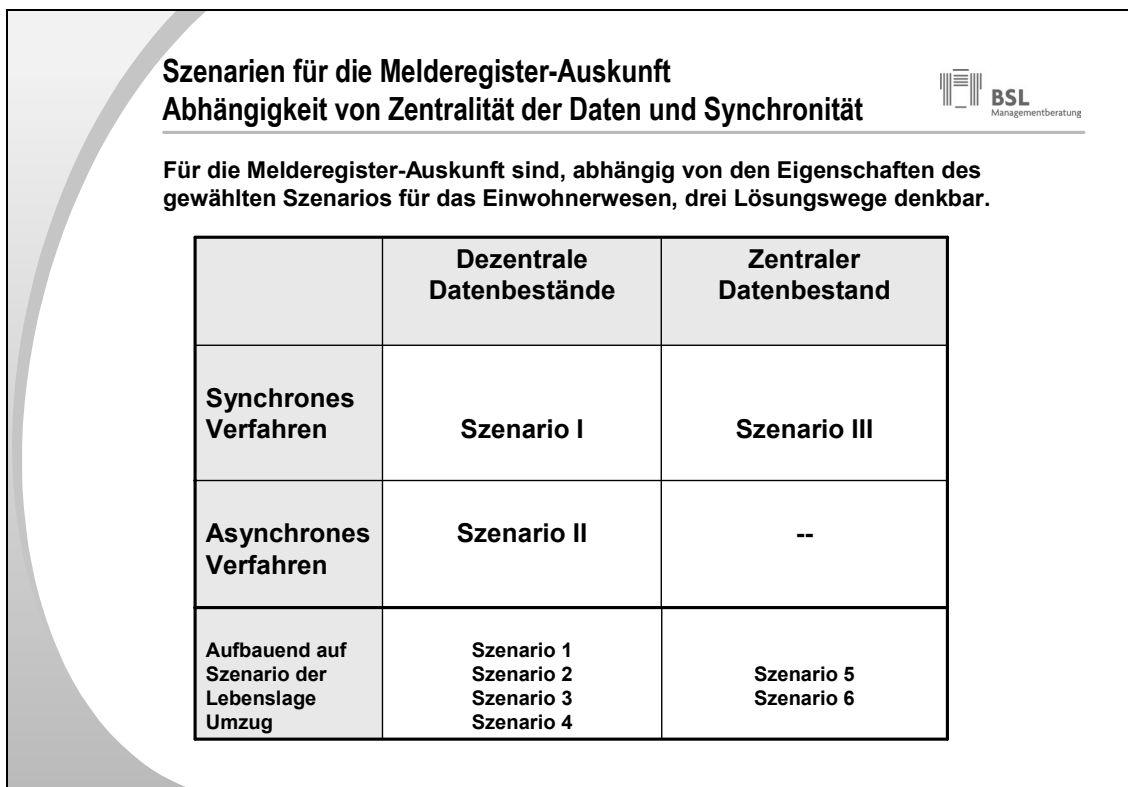 Szenarien für die Melderegister-Auskunft
Abhängigkeit von Zentralität der Daten und Synchronität
BSL
Managementberatung
Für die Melderegister-Auskunft sind, abhängig von den Eigenschaften des
gewählten Szenarios für das Einwohnerwesen, drei Lösungswege denkbar.
Dezentrale
Datenbestände
Zentraler
Datenbestand
Synchrones
Verfahren
Szenario I
Szenario III
Asynchrones
Verfahren
Szenario II
--
Aufbauend auf
Szenario der
Lebenslage
Umzug
Szenario 1
Szenario 2
Szenario 3
Szenario 4
Szenario 5
Szenario 6